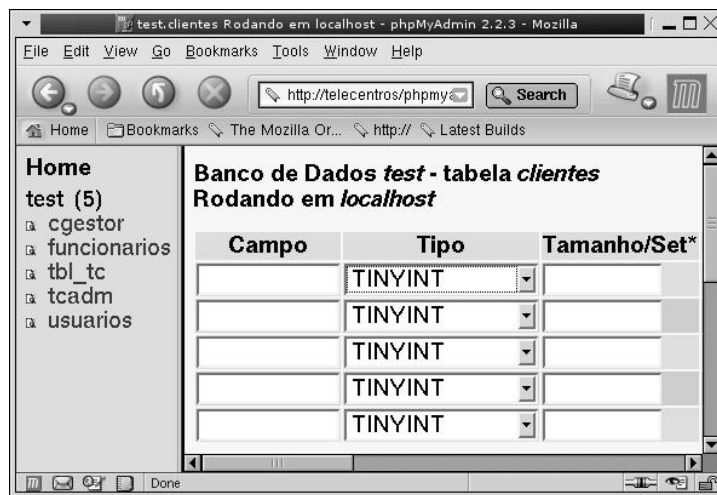 test.clientes Rodando em localhost - phpMyAdmin 2.2.3 - Mozilla
File Edit View Go Bookmarks Tools Window Help
http://telecentros/phpmy Search
Home Bookmarks The Mozilla Or... http:// Latest Builds
Home
test (5)
cgestor
funcionarios
tbl_tc
tcadm
usuarios
Banco de Dados test - tabela clientes
Rodando em localhost
Campo Tipo Tamanho/Set*
TINYINT
TINYINT
TINYINT
TINYINT
TINYINT
Done